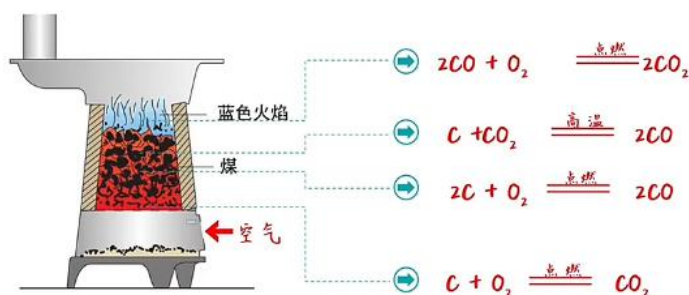 点燃
2CO + O₂ ═══ 2CO₂
蓝色火焰
高温
C +CO₂ ═══ 2CO
煤
点燃
2C + O₂ ═══ 2CO
空气
点燃
C + O₂ ═══ CO₂